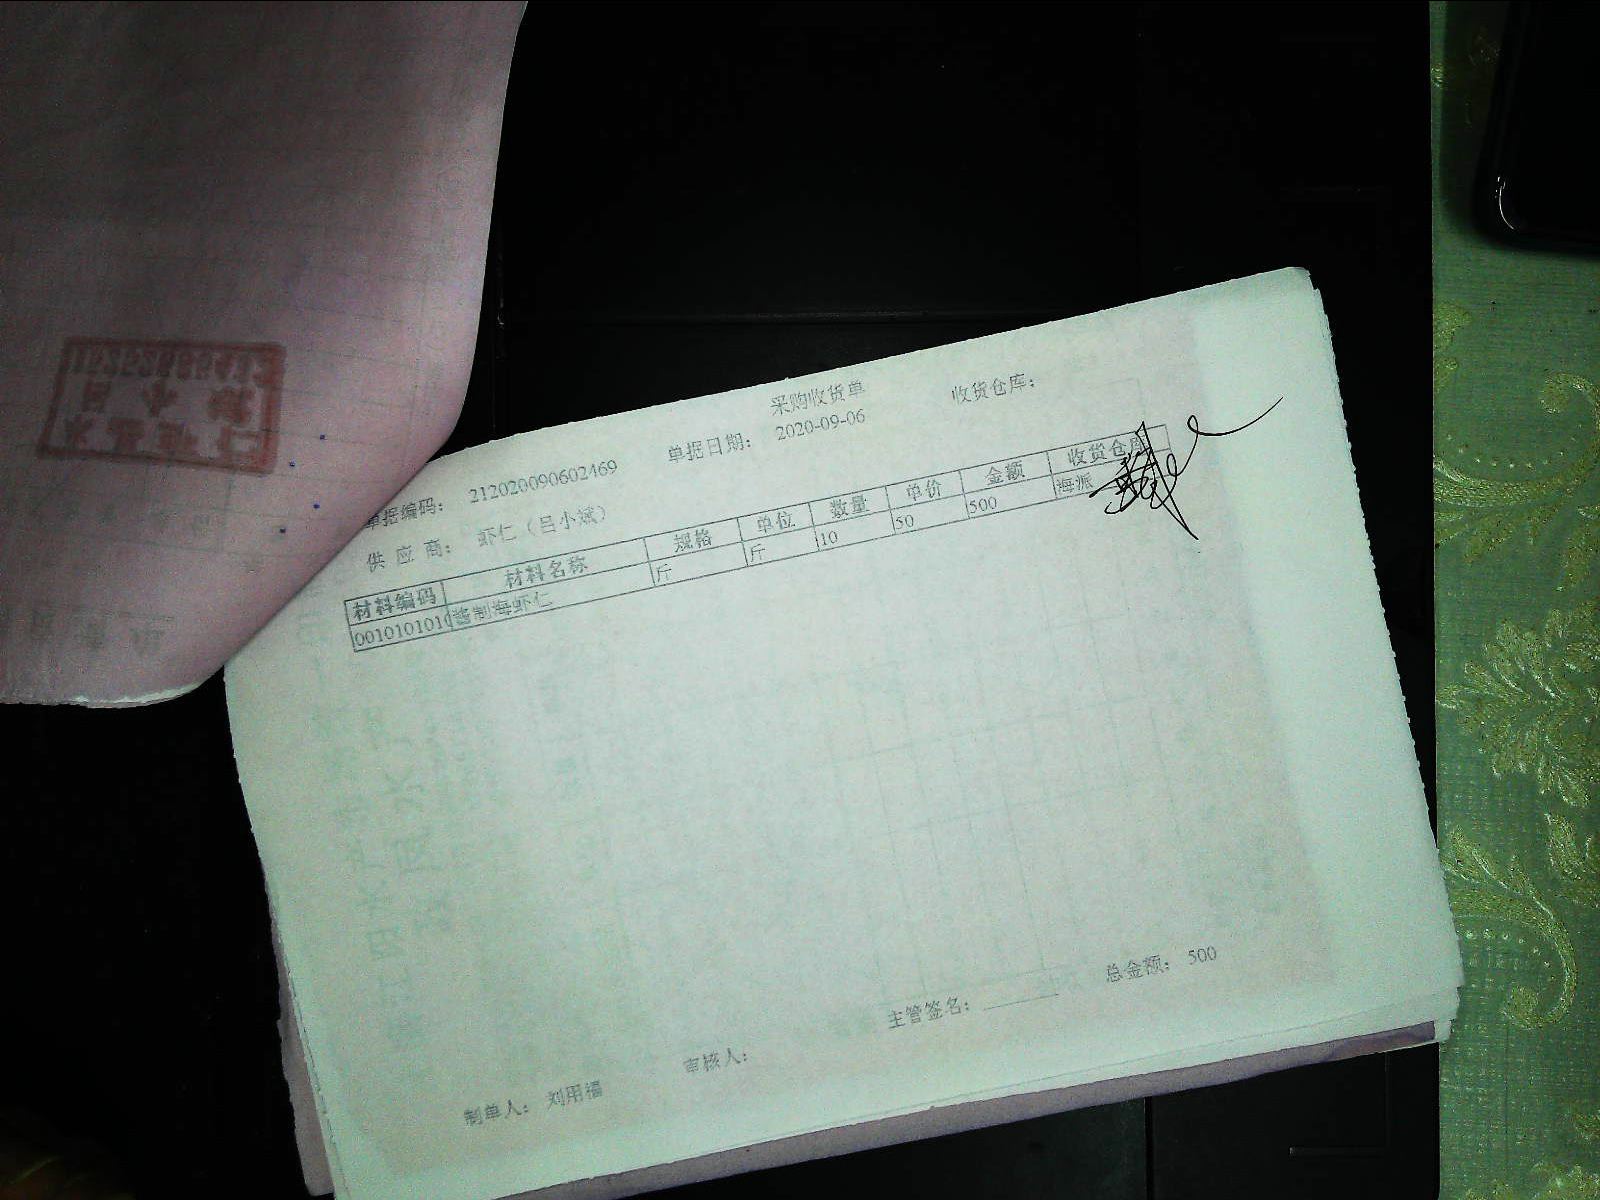 采购收货单
单据编码： 212020090602469 单据日期： 2020-09-06 收货仓库：
供 应 商： 虾仁（吕小斌）
材料编码 材料名称 规格 单位 数量 单价 金额 收货仓库
001010101 酱制海虾仁 斤 斤 10 50 500 海派
主管签名： 总金额： 500
制单人： 刘用福 审核人：